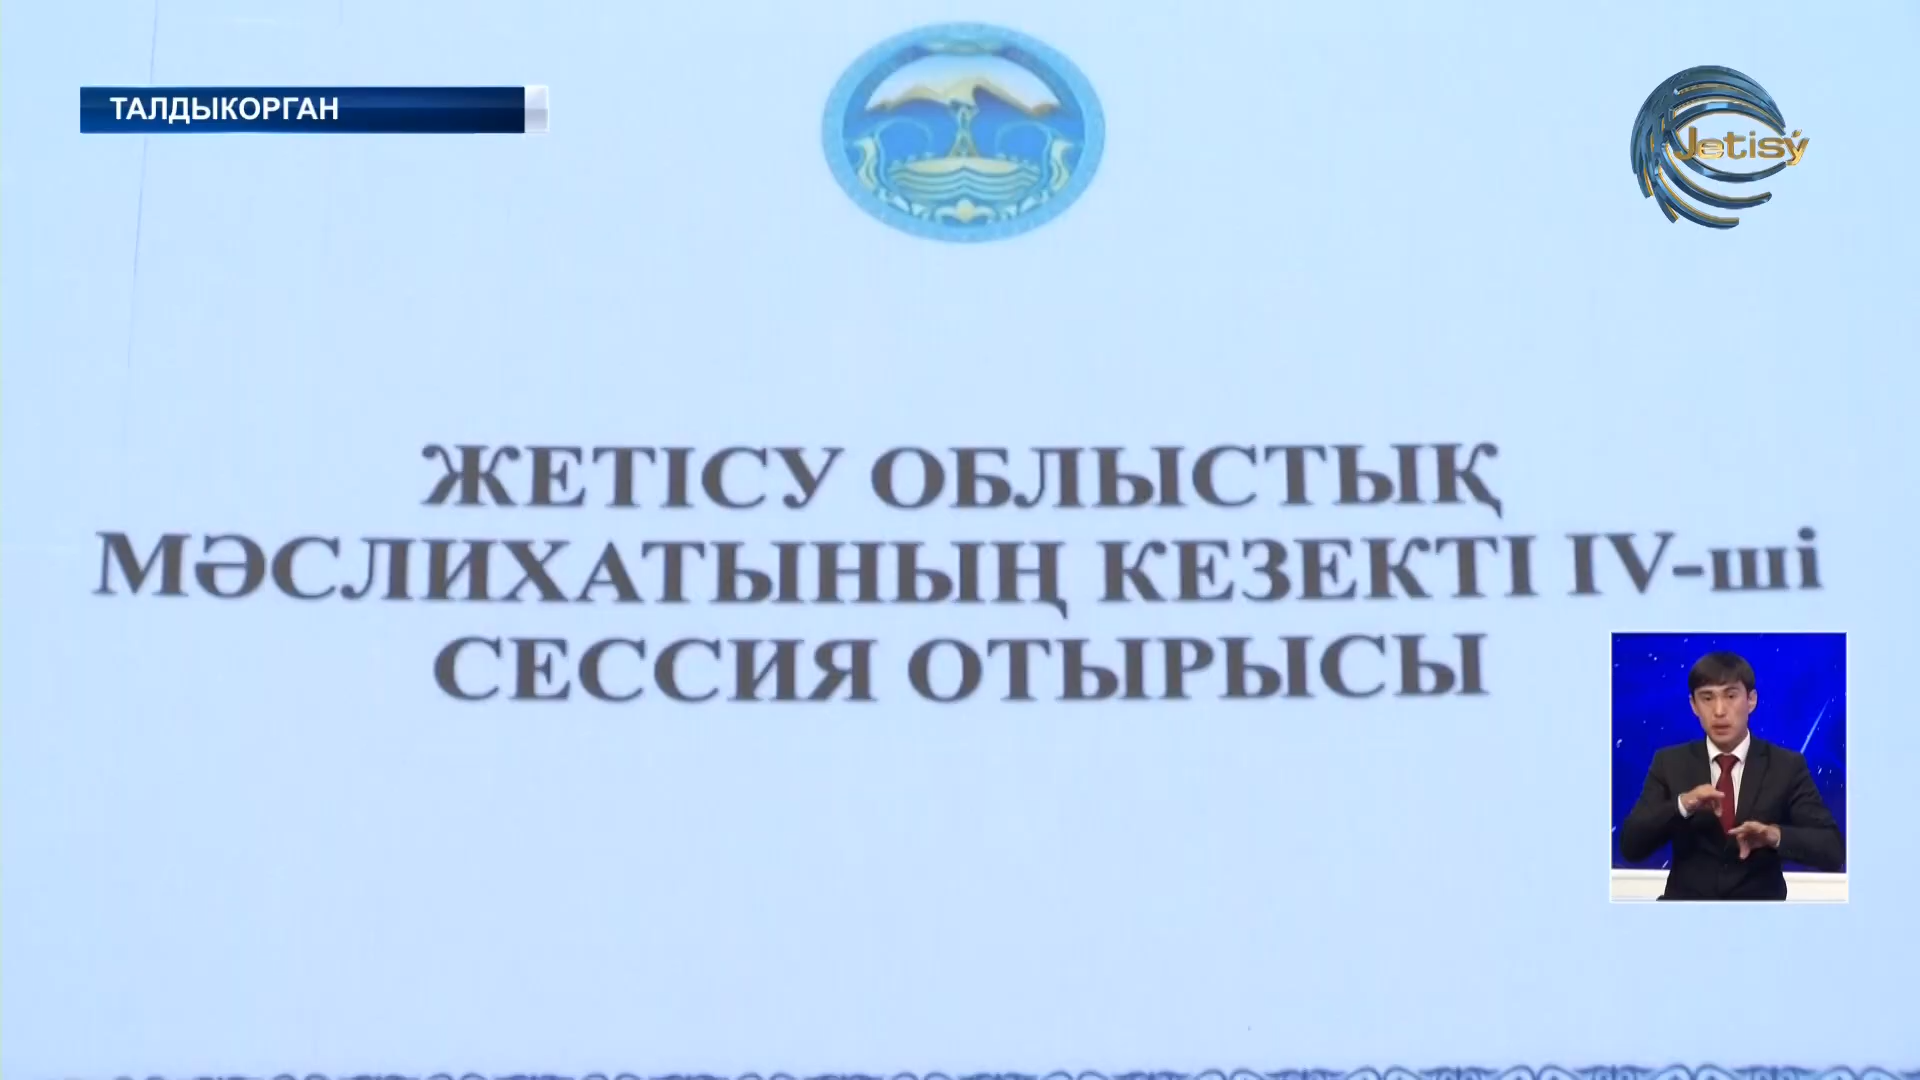 ТАЛДЫКОРГАН
Jetisý
ЖЕТІСУ ОБЛЫСТЫҚ
МӘСЛИХАТЫНЫҢ КЕЗЕКТІ IV-ші
СЕССИЯ ОТЫРЫСЫ